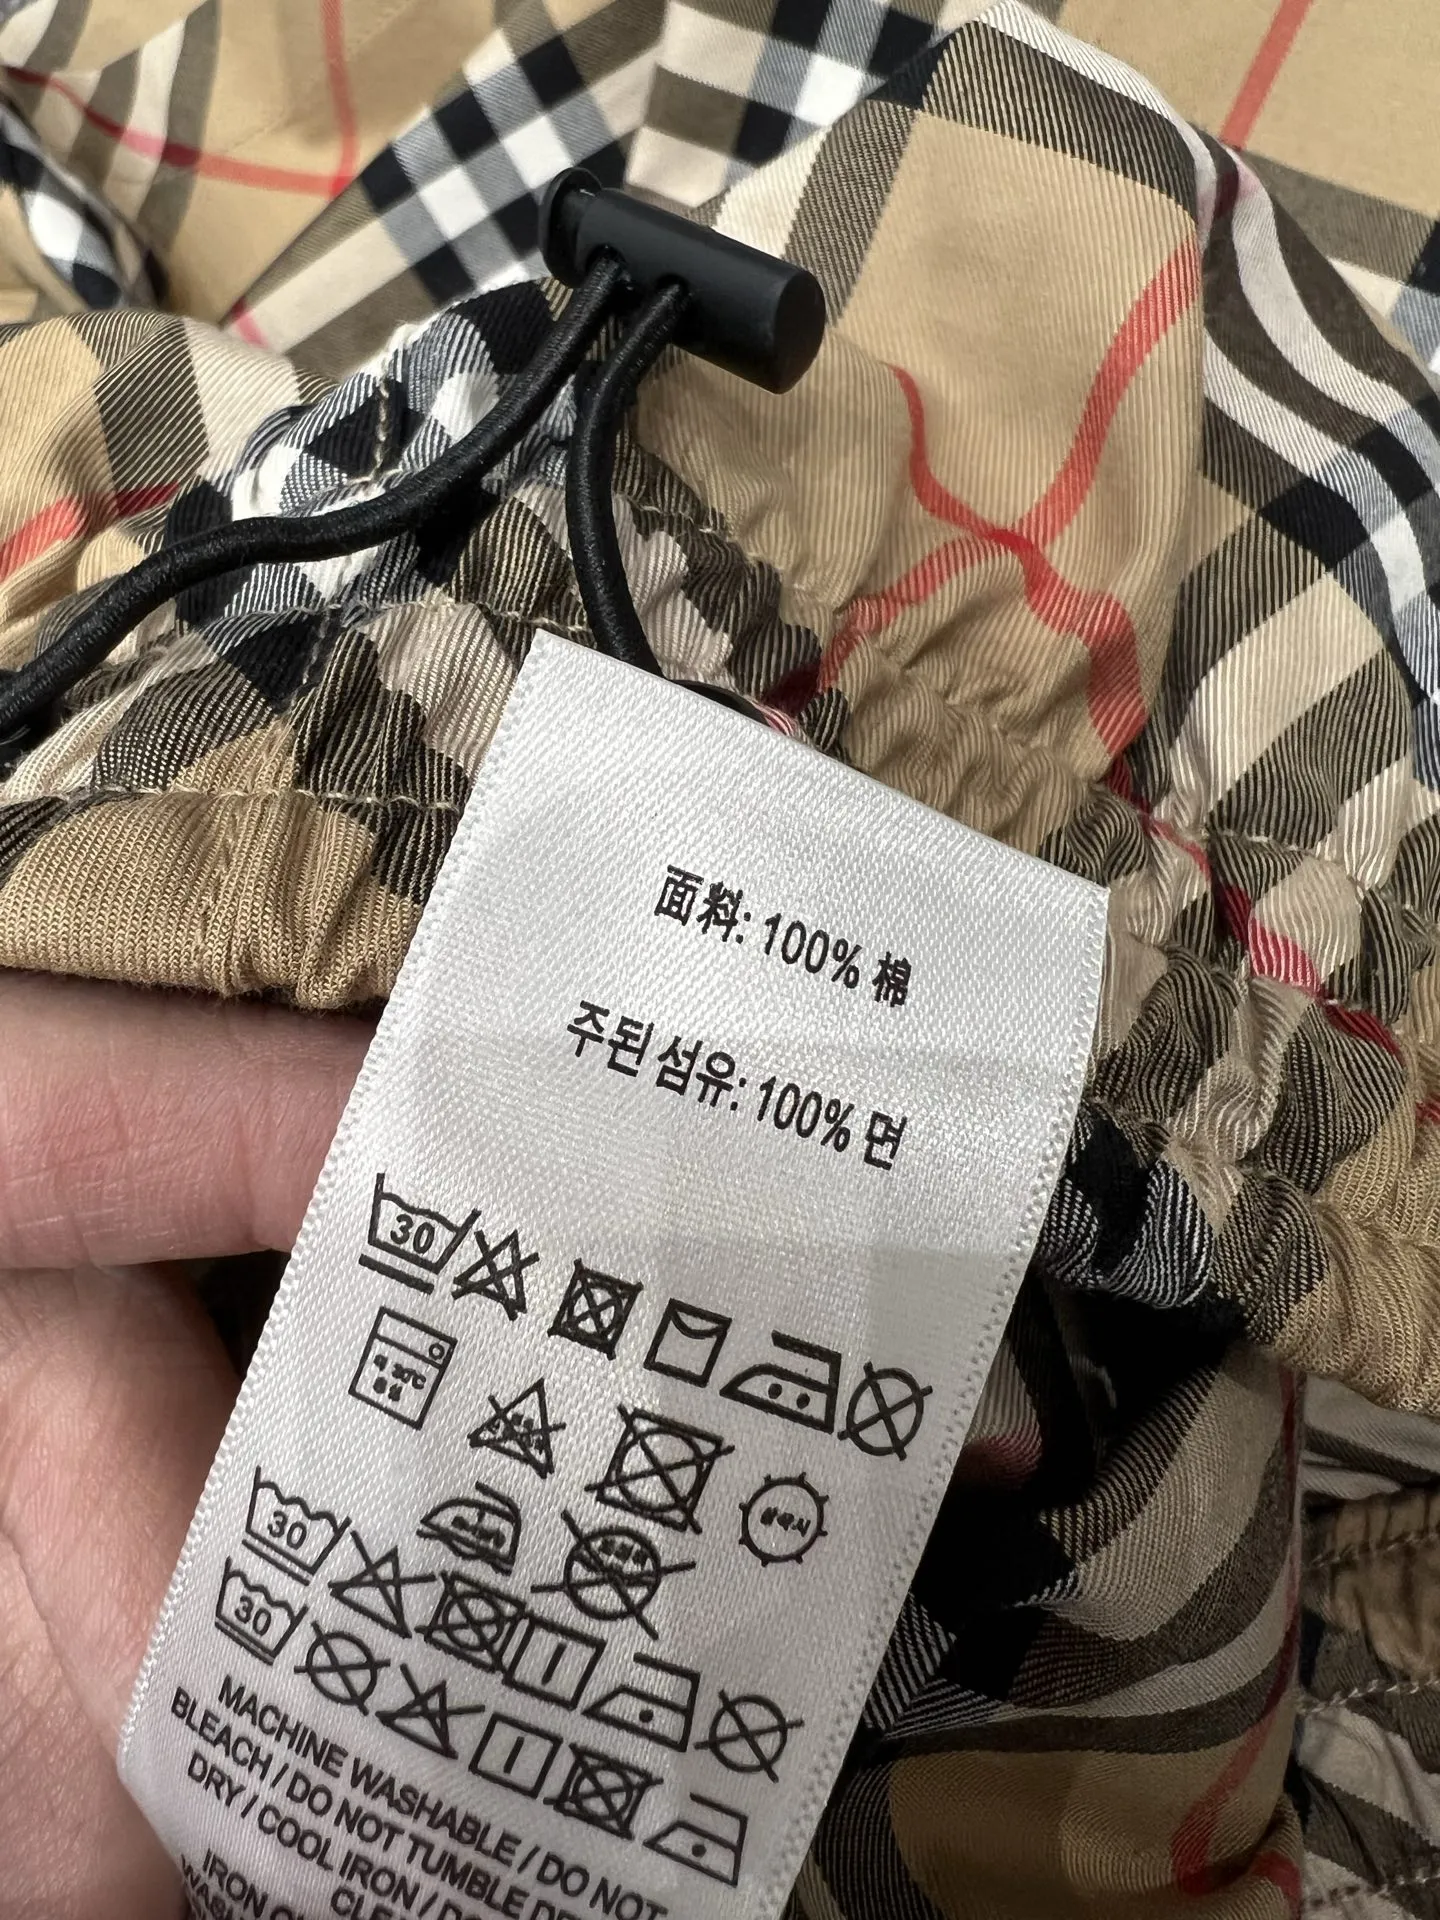 面料: 100% 棉
주된 섬유: 100% 면
30
30
30
MACHINE WASHABLE / DO NOT
BLEACH / DO NOT TUMBLE
DRY / COOL IRON /
IRON